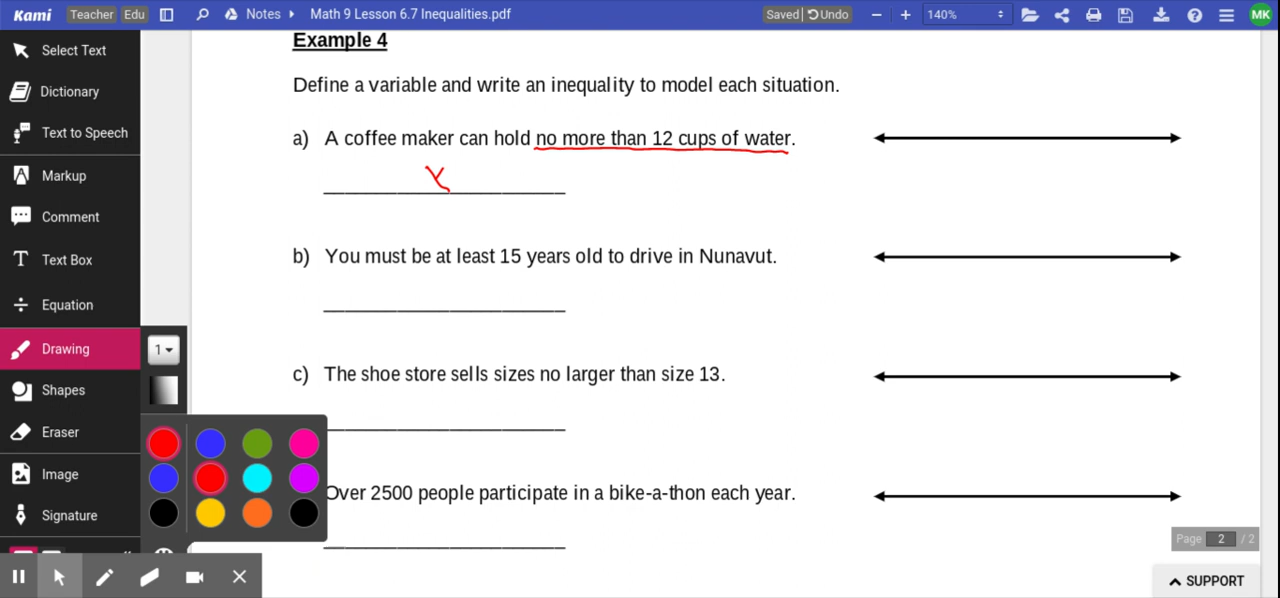 Kami Teacher Edu Notes Math 9 Lesson 6.7 Inequalities.pdf Saved Undo 140% MK
Select Text
Dictionary
Text to Speech
Markup
Comment
Text Box
Equation
Drawing
1
Shapes
Eraser
Image
Signature
Example 4
Define a variable and write an inequality to model each situation.
a) A coffee maker can hold no more than 12 cups of water.
x
b) You must be at least 15 years old to drive in Nunavut.
c) The shoe store sells sizes no larger than size 13.
Over 2500 people participate in a bike-a-thon each year.
Page 2 / 2
SUPPORT